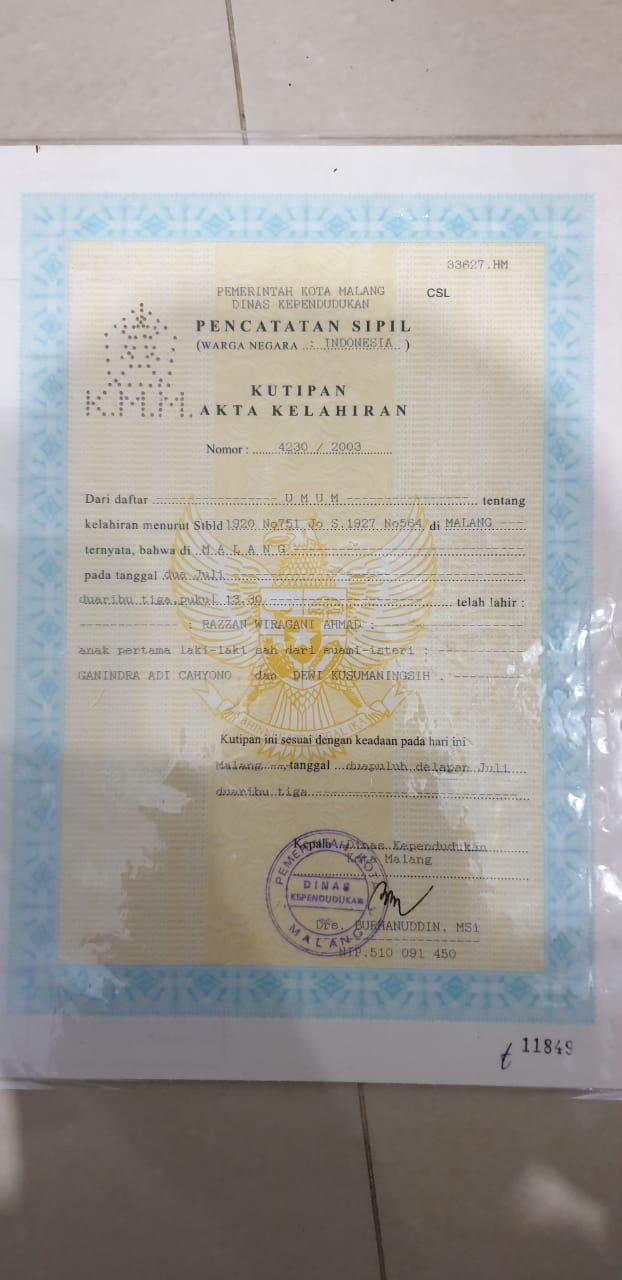 33627.HM
PEMERINTAH KOTA MALANG
DINAS KEPENDUDUKAN
CSL
PENCATATAN SIPIL
(WARGA NEGARA : INDONESIA )
K.M.M.
KUTIPAN
AKTA KELAHIRAN
Nomor : 4230 / 2003
Dari daftar U M U M tentang
kelahiran menurut Stbld 1920 No751 Jo S.1927 No564 di MALANG
ternyata, bahwa di M A L A N G
pada tanggal dua Juli
duaribu tiga,pukul 13.30 telah lahir :
: RAZZAN WIRAGANI AHMAD :
anak pertama laki-laki sah dari suami-isteri :
GANINDRA ADI CAHYONO dan DEWI KUSUMANINGSIH .
Kutipan ini sesuai dengan keadaan pada hari ini
Malang tanggal duapuluh delapan Juli
duaribu tiga
Kepala Dinas Kependudukan
Kota Malang
PEMERINTAH KOTA
DINAS
KEPENDUDUKAN
MALANG
Drs. BURHANUDDIN, MSi
NIP.510 091 450
11849